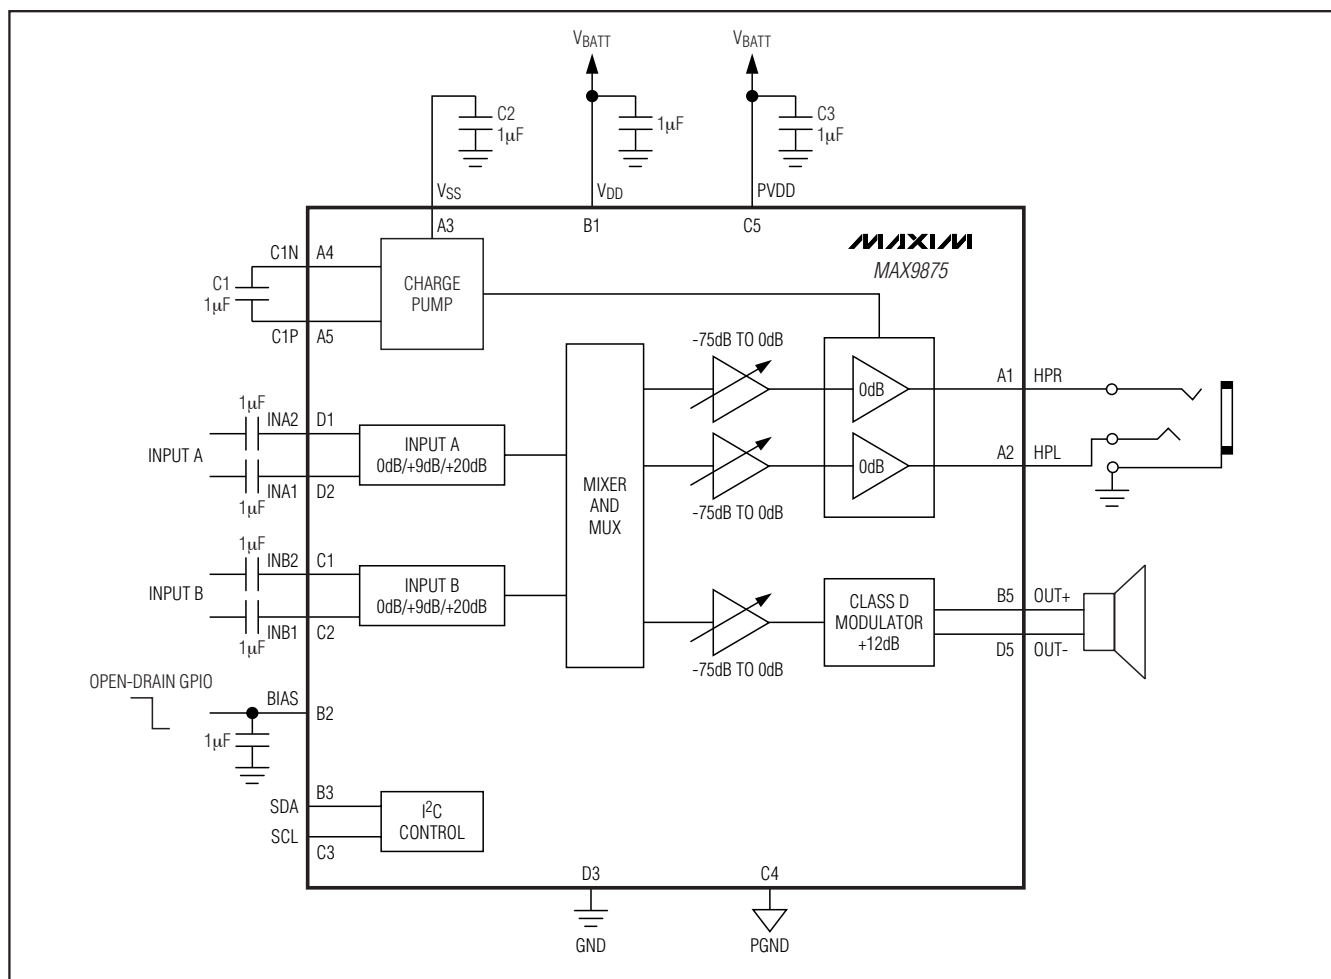 VBATT
VBATT
C2
1µF
1µF
C3
1µF
VSS
VDD
PVDD
A3
B1
C5
MAXIM
MAX9875
C1N
A4
CHARGE
PUMP
C1
1µF
C1P
A5
-75dB TO 0dB
0dB
A1
HPR
1µF
INA2
D1
INPUT A
INPUT A
0dB/+9dB/+20dB
INA1
D2
1µF
MIXER
AND
MUX
0dB
A2
HPL
-75dB TO 0dB
1µF
INB2
C1
INPUT B
INPUT B
0dB/+9dB/+20dB
INB1
C2
1µF
CLASS D
MODULATOR
+12dB
B5
OUT+
D5
OUT-
-75dB TO 0dB
OPEN-DRAIN GPIO
BIAS
B2
1µF
SDA
B3
I²C
CONTROL
SCL
C3
D3
C4
GND
PGND